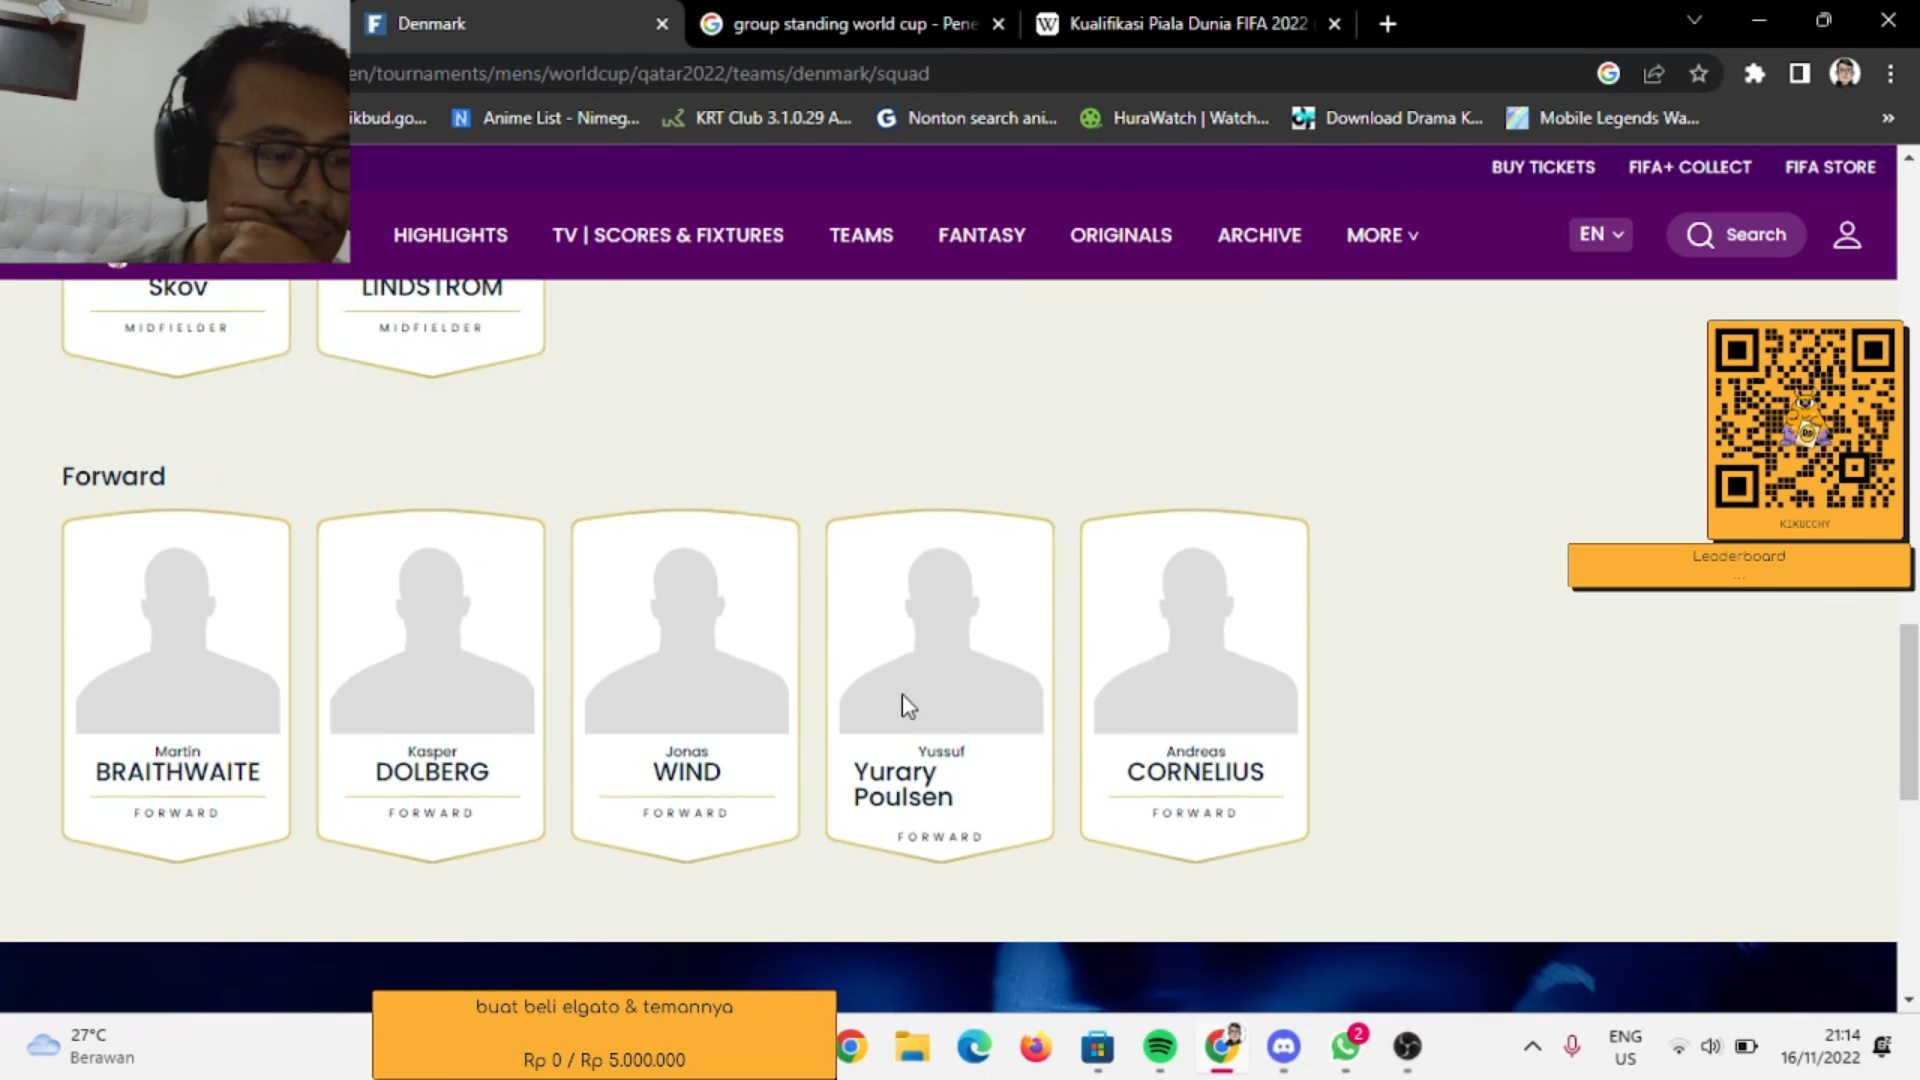 Denmark
group standing world cup - Pene
Kualifikasi Piala Dunia FIFA 2022
en/tournaments/mens/worldcup/qatar2022/teams/denmark/squad
ikbud.go...
Anime List - Nimeg...
KRT Club 3.1.0.29 A...
Nonton search ani...
HuraWatch | Watch...
Download Drama K...
Mobile Legends Wa...
»
BUY TICKETS
FIFA+ COLLECT
FIFA STORE
HIGHLIGHTS
TV | SCORES & FIXTURES
TEAMS
FANTASY
ORIGINALS
ARCHIVE
MORE
EN
Search
Skov
MIDFIELDER
LINDSTROM
MIDFIELDER
KIKUCCHY
Leaderboard
...
Forward
Martin
BRAITHWAITE
FORWARD
Kasper
DOLBERG
FORWARD
Jonas
WIND
FORWARD
Yussuf
Yurary
Poulsen
FORWARD
Andreas
CORNELIUS
FORWARD
buat beli elgato & temannya
Rp 0 / Rp 5.000.000
27°C
Berawan
2
ENG
US
21:14
16/11/2022